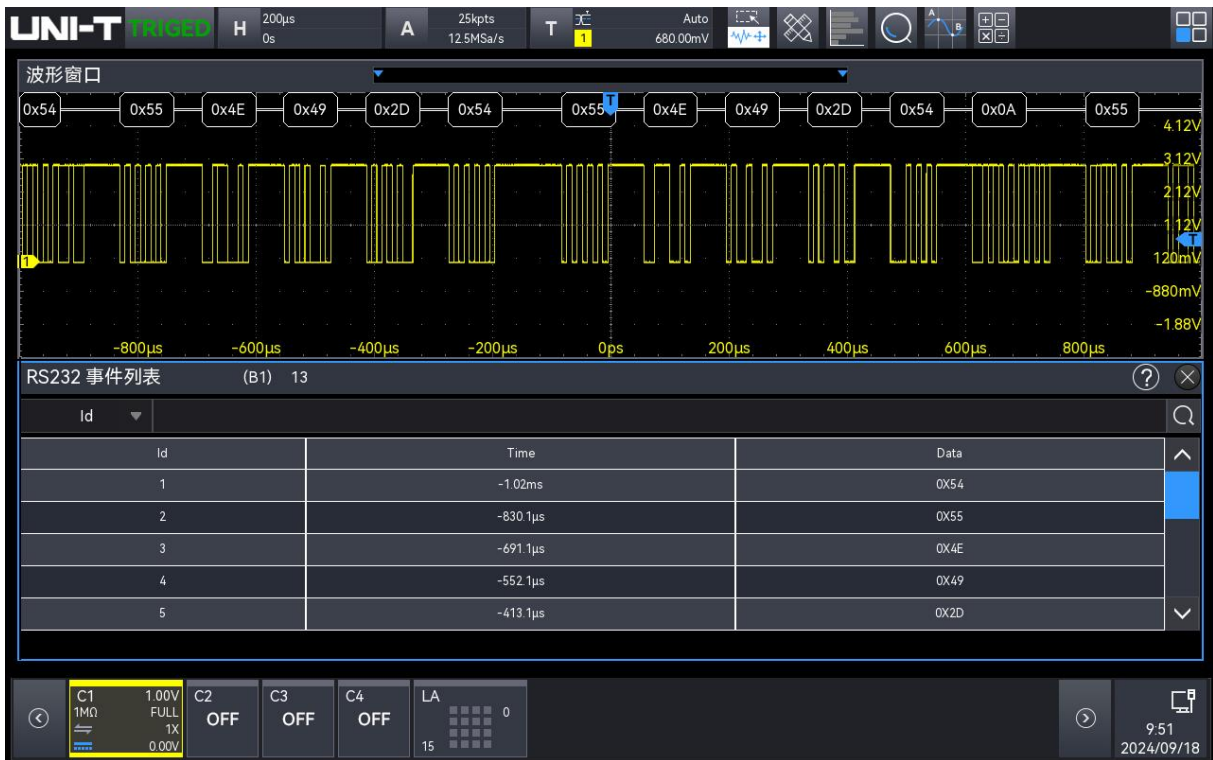 UNI-T TRIGED H 200µs 0s A 25kpts 12.5MSa/s T 1 Auto 680.00mV
波形窗口
0x54 0x55 0x4E 0x49 0x2D 0x54 0x55 T 0x4E 0x49 0x2D 0x54 0x0A 0x55
4.12V
3.12V
2.12V
1.12V
T
1 120mV
-880mV
-1.88V
-800µs -600µs -400µs -200µs 0ps 200µs 400µs 600µs 800µs
RS232 事件列表 (B1) 13
Id
Id Time Data
1 -1.02ms 0X54
2 -830.1µs 0X55
3 -691.1µs 0X4E
4 -552.1µs 0X49
5 -413.1µs 0X2D
C1 1.00V C2 C3 C4 LA
1MΩ FULL OFF OFF OFF 0
1X
0.00V 15
9:51
2024/09/18